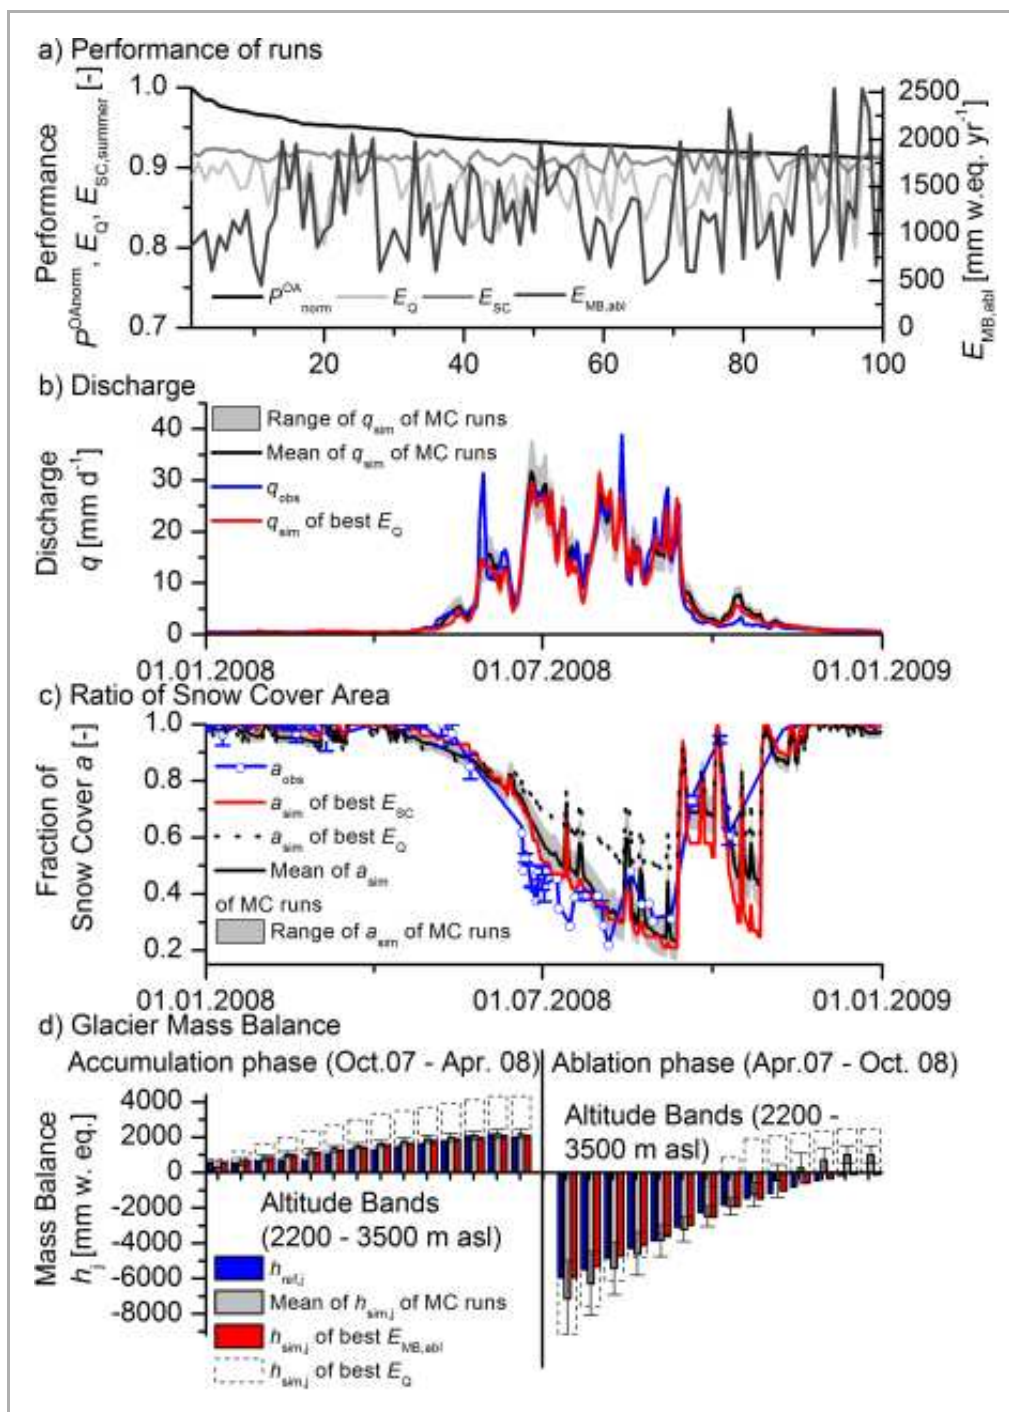 a) Performance of runs
Performance
P^OAnorm, E_Q, E_SC,summer [-]
1.0
0.9
0.8
0.7
2500
2000
1500
1000
500
0
E_MB,abl [mm w.eq. yr^-1]
P^OA_norm E_Q E_SC E_MB,abl
20 40 60 80 100
b) Discharge
Discharge
q [mm d^-1]
40
30
20
10
0
Range of q_sim of MC runs
Mean of q_sim of MC runs
q_obs
q_sim of best E_Q
01.01.2008 01.07.2008 01.01.2009
c) Ratio of Snow Cover Area
Fraction of
Snow Cover a [-]
1.0
0.8
0.6
0.4
0.2
a_obs
a_sim of best E_SC
a_sim of best E_Q
Mean of a_sim
of MC runs
Range of a_sim of MC runs
01.01.2008 01.07.2008 01.01.2009
d) Glacier Mass Balance
Accumulation phase (Oct.07 - Apr. 08)
Ablation phase (Apr.07 - Oct. 08)
Mass Balance
h_j [mm w. eq.]
4000
2000
0
-2000
-4000
-6000
-8000
Altitude Bands (2200 -
3500 m asl)
Altitude Bands
(2200 - 3500 m asl)
h_ref,j
Mean of h_sim,j of MC runs
h_sim,j of best E_MB,abl
h_sim,j of best E_Q